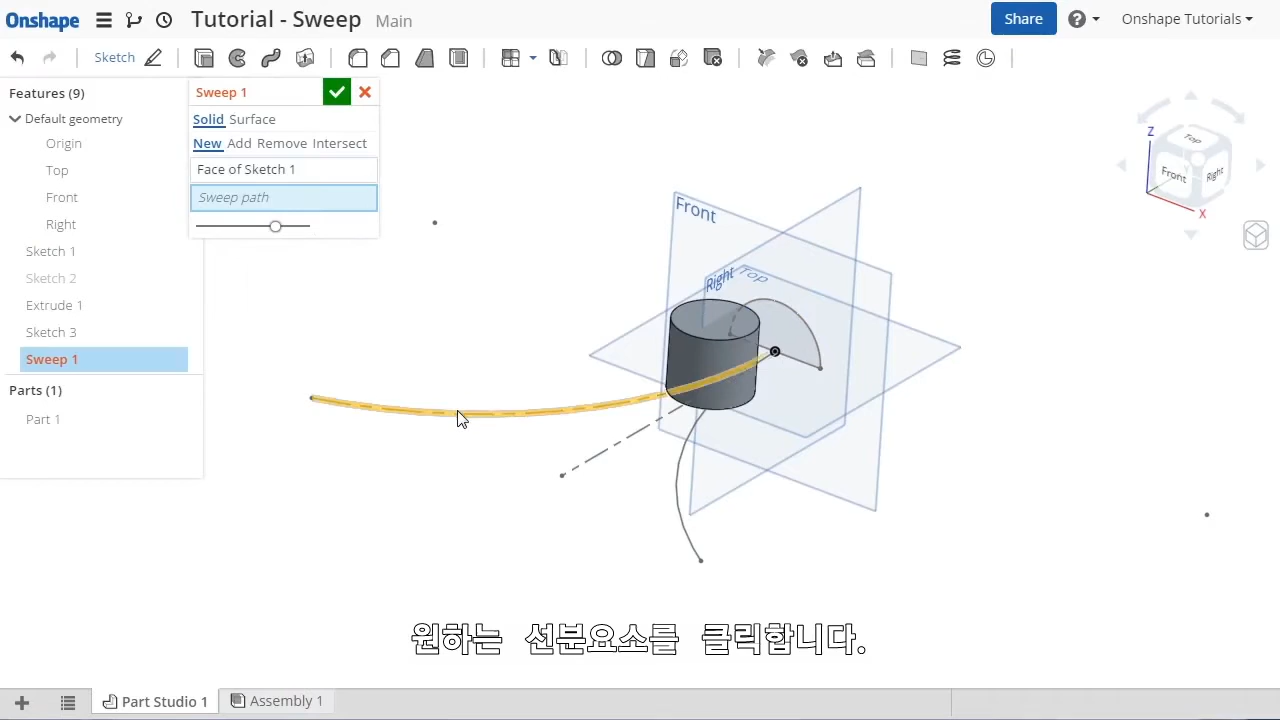 Onshape
Tutorial - Sweep Main
Share
Onshape Tutorials
Sketch
Features (9)
Default geometry
Origin
Top
Front
Right
Sketch 1
Sketch 2
Extrude 1
Sketch 3
Sweep 1
Parts (1)
Part 1
Sweep 1
Solid Surface
New Add Remove Intersect
Face of Sketch 1
Sweep path
Front
Right
Top
Z
Top
Front
Right
X
원하는 선분요소를 클릭합니다.
Part Studio 1
Assembly 1